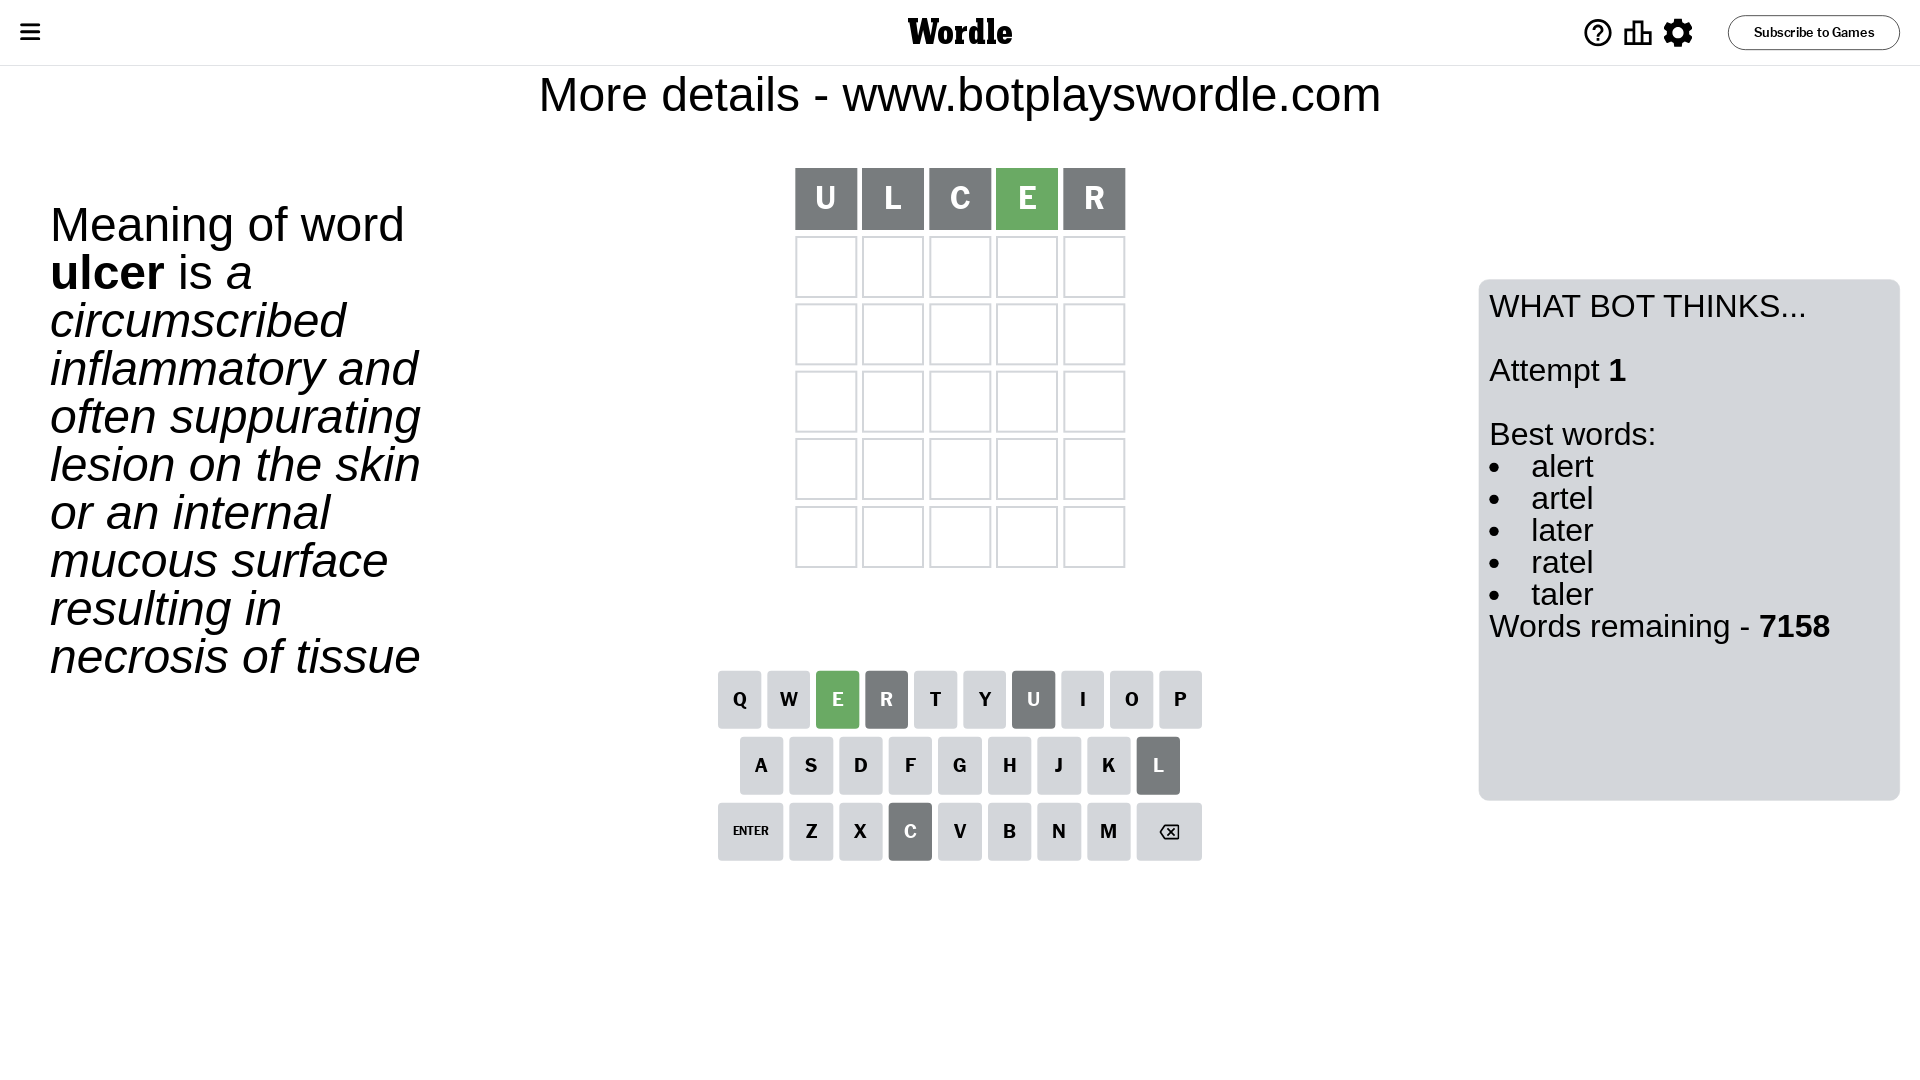 Wordle
Subscribe to Games
More details - www.botplayswordle.com
Meaning of word
ulcer is a
circumscribed
inflammatory and
often suppurating
lesion on the skin
or an internal
mucous surface
resulting in
necrosis of tissue
U L C E R
WHAT BOT THINKS...
Attempt 1
Best words:
• alert
• artel
• later
• ratel
• taler
Words remaining - 7158
Q W E R T Y U I O P
A S D F G H J K L
ENTER Z X C V B N M